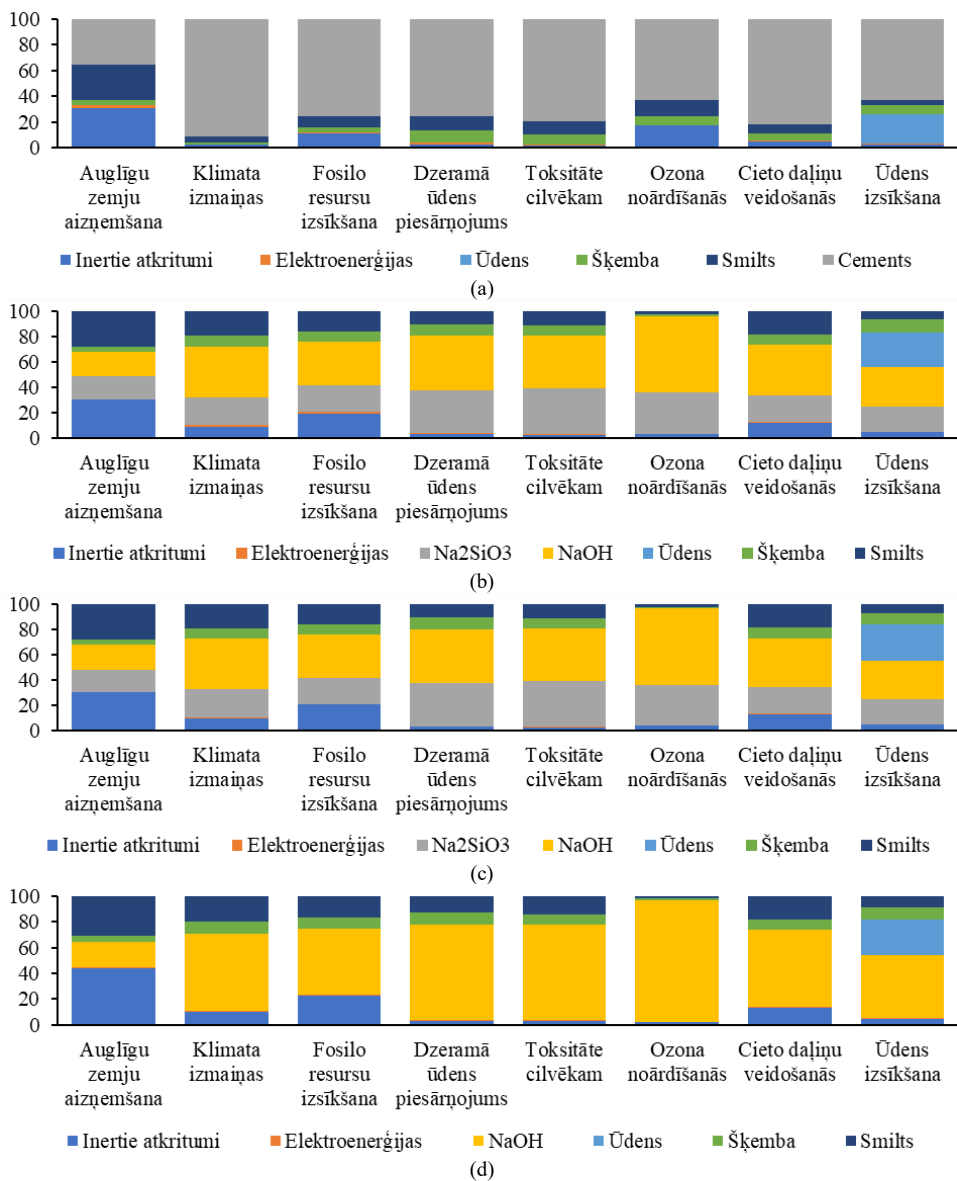 100
80
60
40
20
0
Auglīgu zemju aizņemšana
Klimata izmaiņas
Fosilo resursu izsīkšana
Dzeramā ūdens piesārņojums
Toksitāte cilvēkam
Ozona noārdīšanās
Cieto daļiņu veidošanās
Ūdens izsīkšana
Inertie atkritumi Elektroenerģijas Ūdens Šķemba Smilts Cements
(a)
100
80
60
40
20
0
Auglīgu zemju aizņemšana
Klimata izmaiņas
Fosilo resursu izsīkšana
Dzeramā ūdens piesārņojums
Toksitāte cilvēkam
Ozona noārdīšanās
Cieto daļiņu veidošanās
Ūdens izsīkšana
Inertie atkritumi Elektroenerģijas Na2SiO3 NaOH Ūdens Šķemba Smilts
(b)
100
80
60
40
20
0
Auglīgu zemju aizņemšana
Klimata izmaiņas
Fosilo resursu izsīkšana
Dzeramā ūdens piesārņojums
Toksitāte cilvēkam
Ozona noārdīšanās
Cieto daļiņu veidošanās
Ūdens izsīkšana
Inertie atkritumi Elektroenerģijas Na2SiO3 NaOH Ūdens Šķemba Smilts
(c)
100
80
60
40
20
0
Auglīgu zemju aizņemšana
Klimata izmaiņas
Fosilo resursu izsīkšana
Dzeramā ūdens piesārņojums
Toksitāte cilvēkam
Ozona noārdīšanās
Cieto daļiņu veidošanās
Ūdens izsīkšana
Inertie atkritumi Elektroenerģijas NaOH Ūdens Šķemba Smilts
(d)